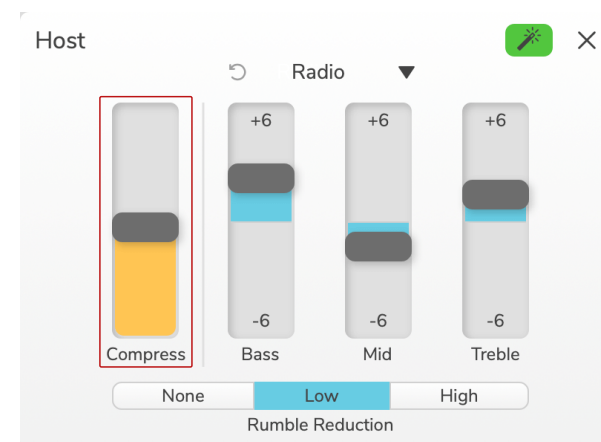 Host
Radio
+6 +6 +6
-6 -6 -6
Compress Bass Mid Treble
None Low High
Rumble Reduction